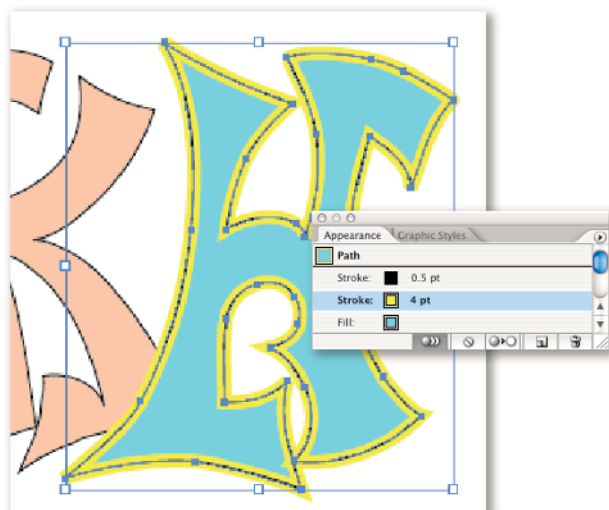 Appearance Graphic Styles
Path
Stroke: 0.5 pt
Stroke: 4 pt
Fill: